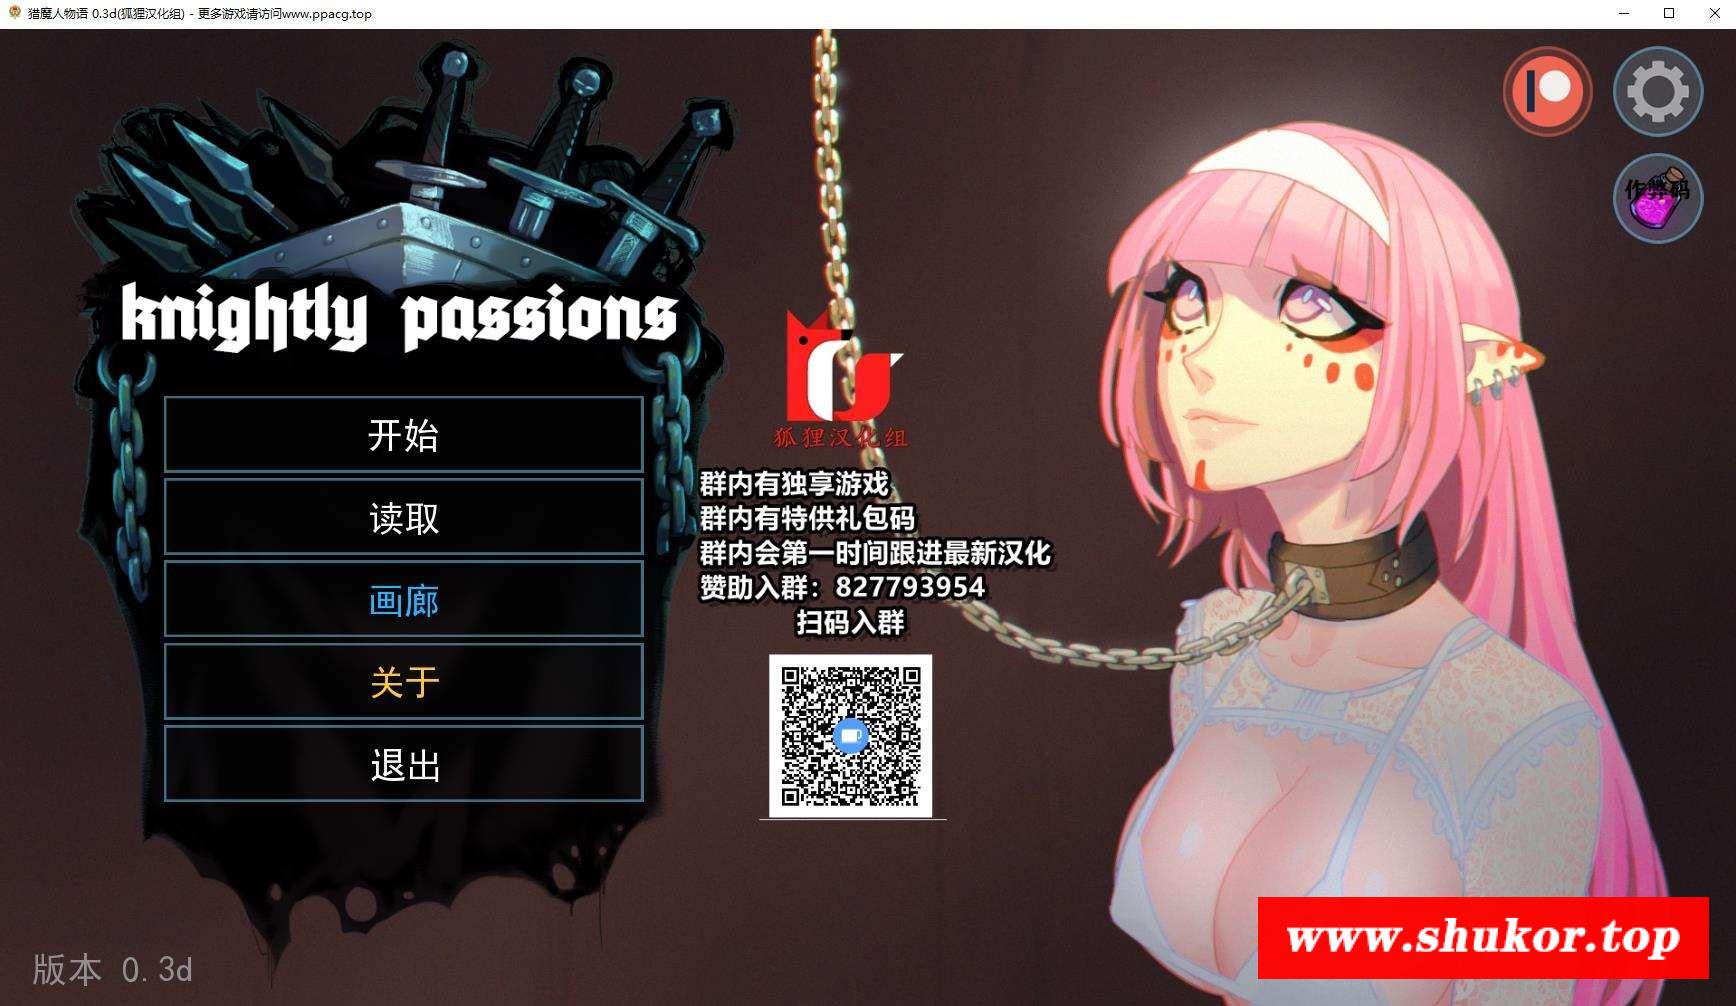 猎魔人物语 0.3d(狐狸汉化组) - 更多游戏请访问www.ppacg.top
作弊码
knightly passions
开始
读取
画廊
关于
退出
狐狸汉化组
群内有独享游戏
群内有特供礼包码
群内会第一时间跟进最新汉化
赞助入群：827793954
扫码入群
www.shukor.top
版本 0.3d